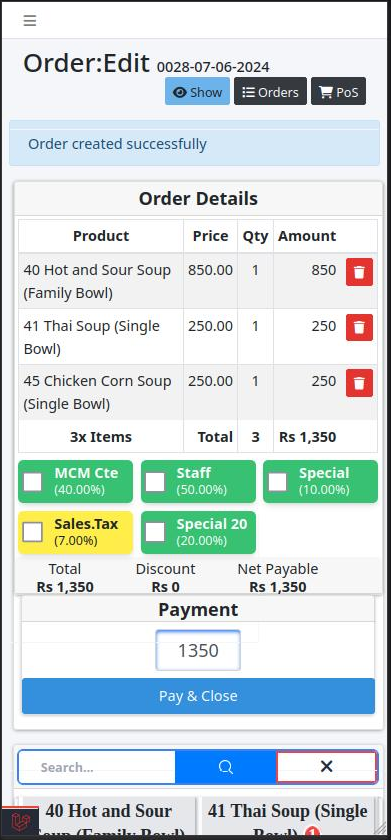 Order:Edit 0028-07-06-2024
Show Orders PoS
Order created successfully
Order Details
Product Price Qty Amount
40 Hot and Sour Soup 850.00 1 850
(Family Bowl)
41 Thai Soup (Single 250.00 1 250
Bowl)
45 Chicken Corn Soup 250.00 1 250
(Single Bowl)
3x Items Total 3 Rs 1,350
MCM Cte Staff Special
(40.00%) (50.00%) (10.00%)
Sales.Tax Special 20
(7.00%) (20.00%)
Total Discount Net Payable
Rs 1,350 Rs 0 Rs 1,350
Payment
1350
Pay & Close
Search...
40 Hot and Sour 41 Thai Soup (Single
Soup (Family Bowl) Bowl) 1